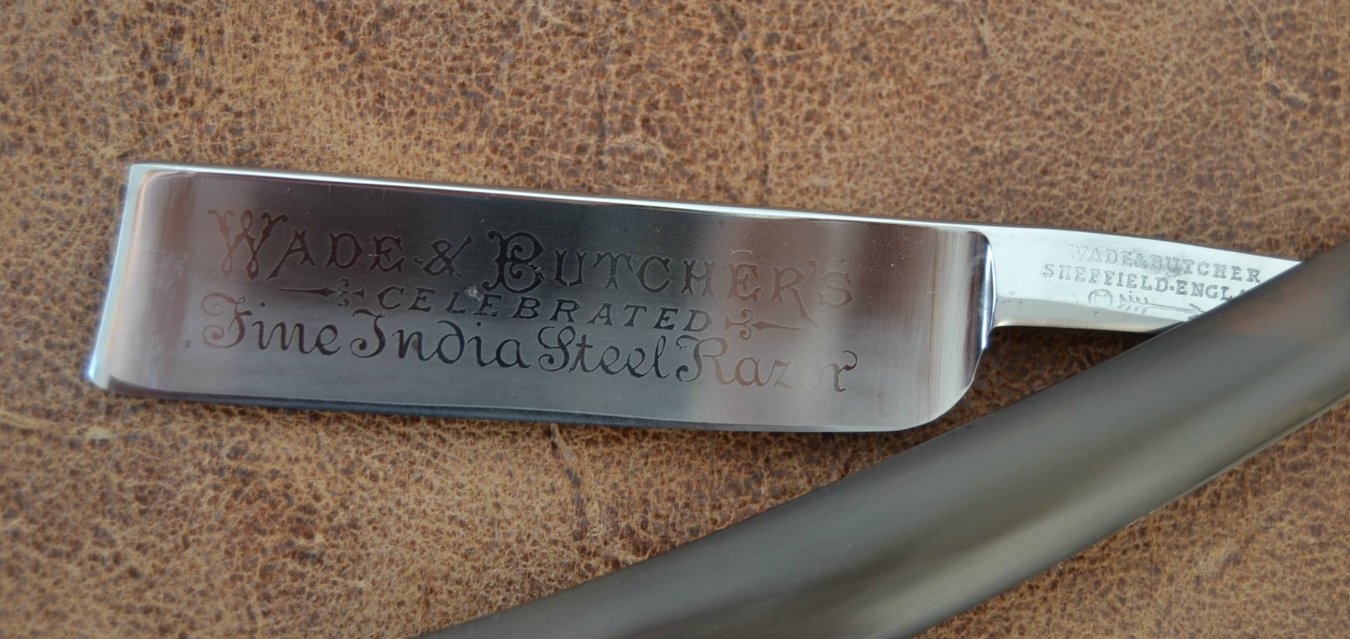 WADE & BUTCHER'S
CELEBRATED
Fine India Steel Razor
WADE&BUTCHER
SHEFFIELD·ENGL